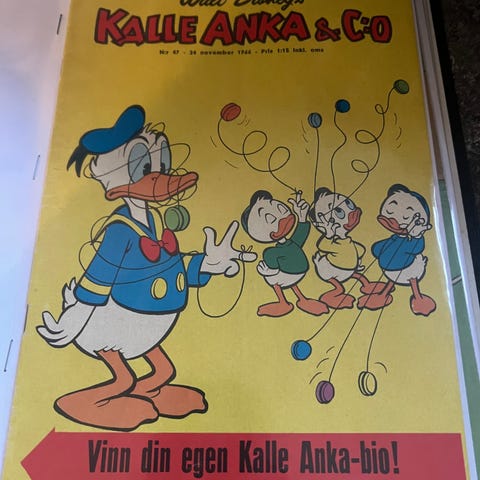 Walt Disney's
KALLE ANKA & C:O
Nr 47 - 24 november 1966 - Pris 1:15 inkl. oms
Vinn din egen Kalle Anka-bio!